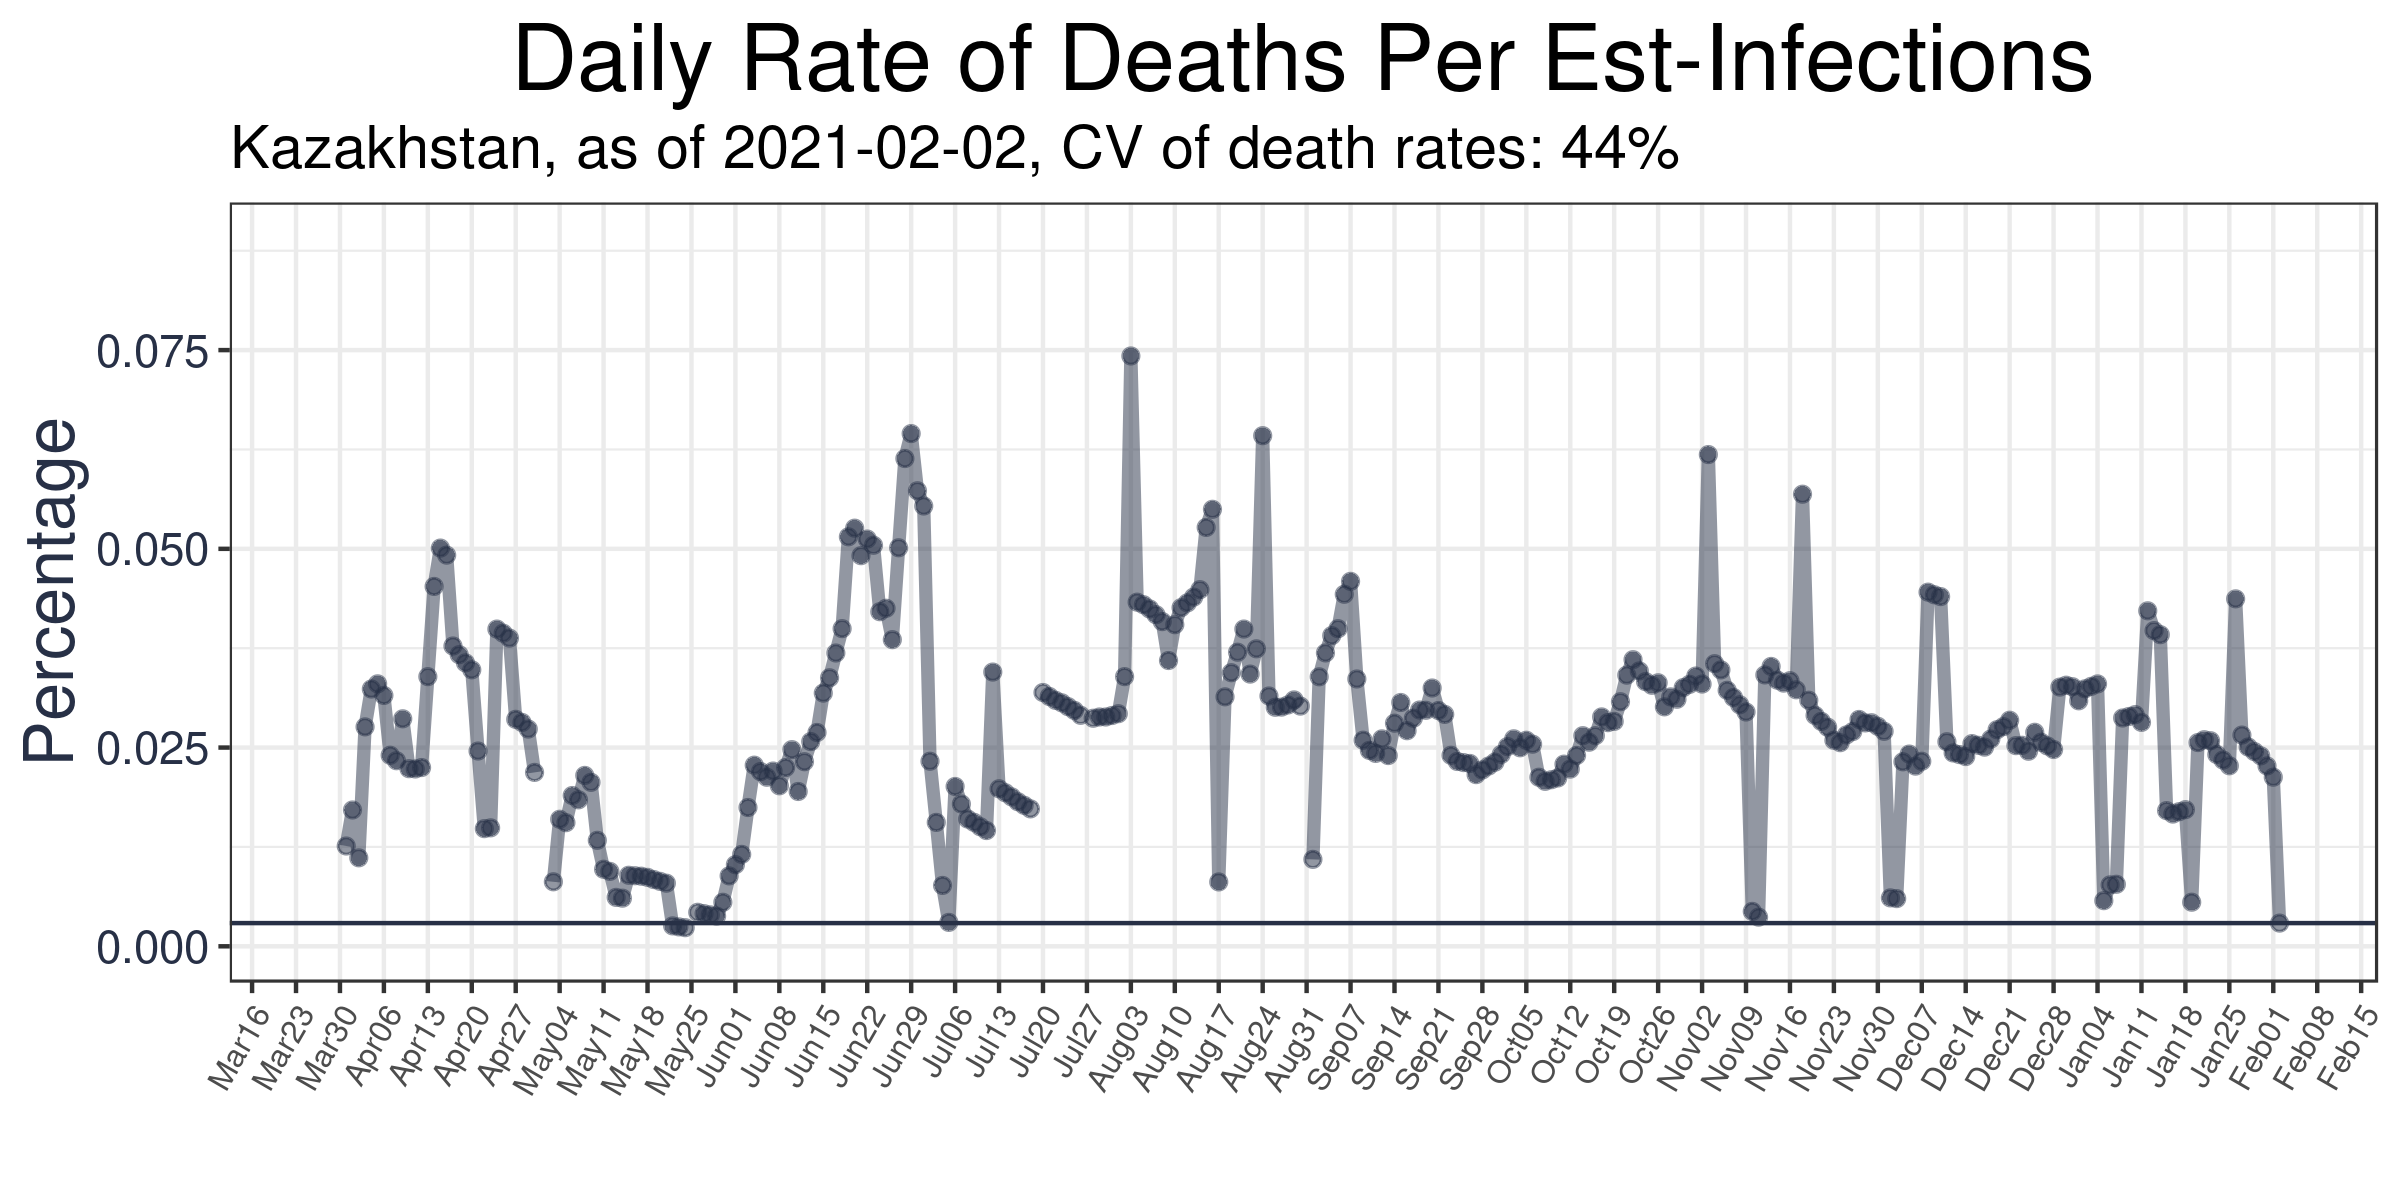 Daily Rate of Deaths Per Est-Infections
Kazakhstan, as of 2021-02-02, CV of death rates: 44%
Percentage
0.075
0.050
0.025
0.000
Mar16
Mar23
Mar30
Apr06
Apr13
Apr20
Apr27
May04
May11
May18
May25
Jun01
Jun08
Jun15
Jun22
Jun29
Jul06
Jul13
Jul20
Jul27
Aug03
Aug10
Aug17
Aug24
Aug31
Sep07
Sep14
Sep21
Sep28
Oct05
Oct12
Oct19
Oct26
Nov02
Nov09
Nov16
Nov23
Nov30
Dec07
Dec14
Dec21
Dec28
Jan04
Jan11
Jan18
Jan25
Feb01
Feb08
Feb15